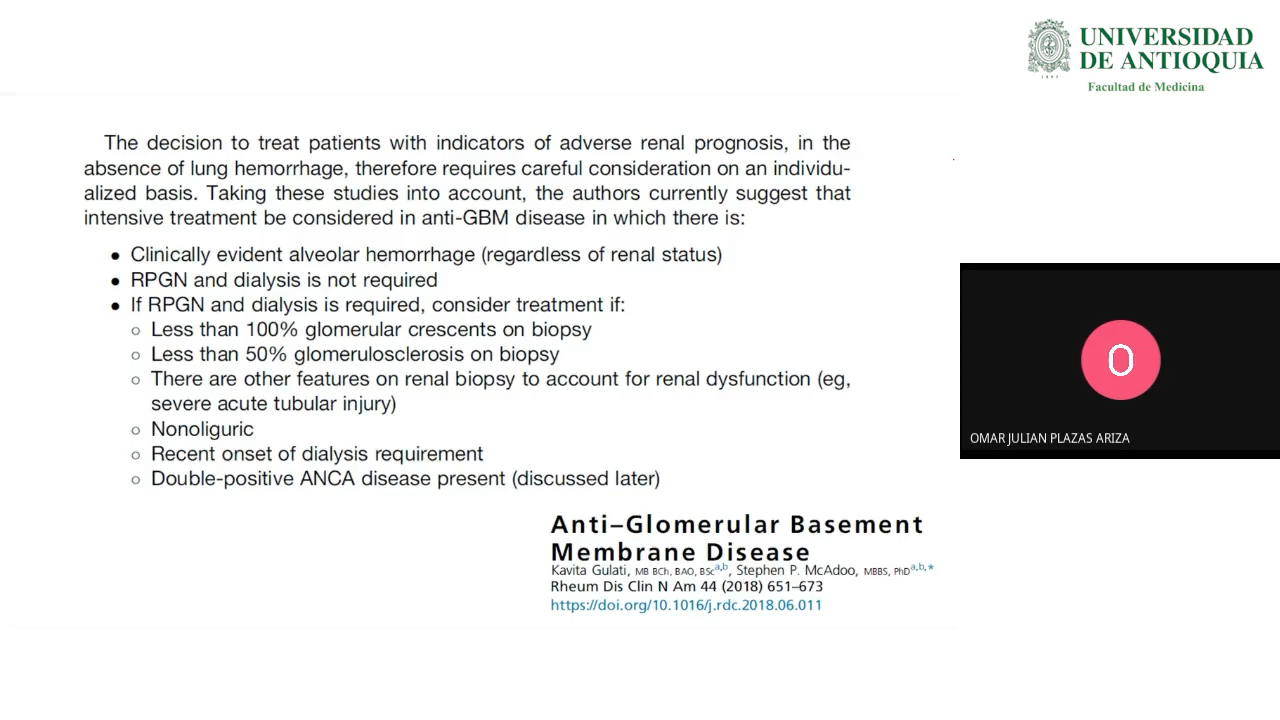 UNIVERSIDAD
DE ANTIOQUIA
1803
Facultad de Medicina
The decision to treat patients with indicators of adverse renal prognosis, in the
absence of lung hemorrhage, therefore requires careful consideration on an individu-
alized basis. Taking these studies into account, the authors currently suggest that
intensive treatment be considered in anti-GBM disease in which there is:
• Clinically evident alveolar hemorrhage (regardless of renal status)
• RPGN and dialysis is not required
• If RPGN and dialysis is required, consider treatment if:
○ Less than 100% glomerular crescents on biopsy
○ Less than 50% glomerulosclerosis on biopsy
○ There are other features on renal biopsy to account for renal dysfunction (eg,
severe acute tubular injury)
○ Nonoliguric
○ Recent onset of dialysis requirement
○ Double-positive ANCA disease present (discussed later)
Anti–Glomerular Basement
Membrane Disease
Kavita Gulati, MB BCh, BAO, BSc a,b, Stephen P. McAdoo, MBBS, PhD a,b,*
Rheum Dis Clin N Am 44 (2018) 651–673
https://doi.org/10.1016/j.rdc.2018.06.011
O
OMAR JULIAN PLAZAS ARIZA